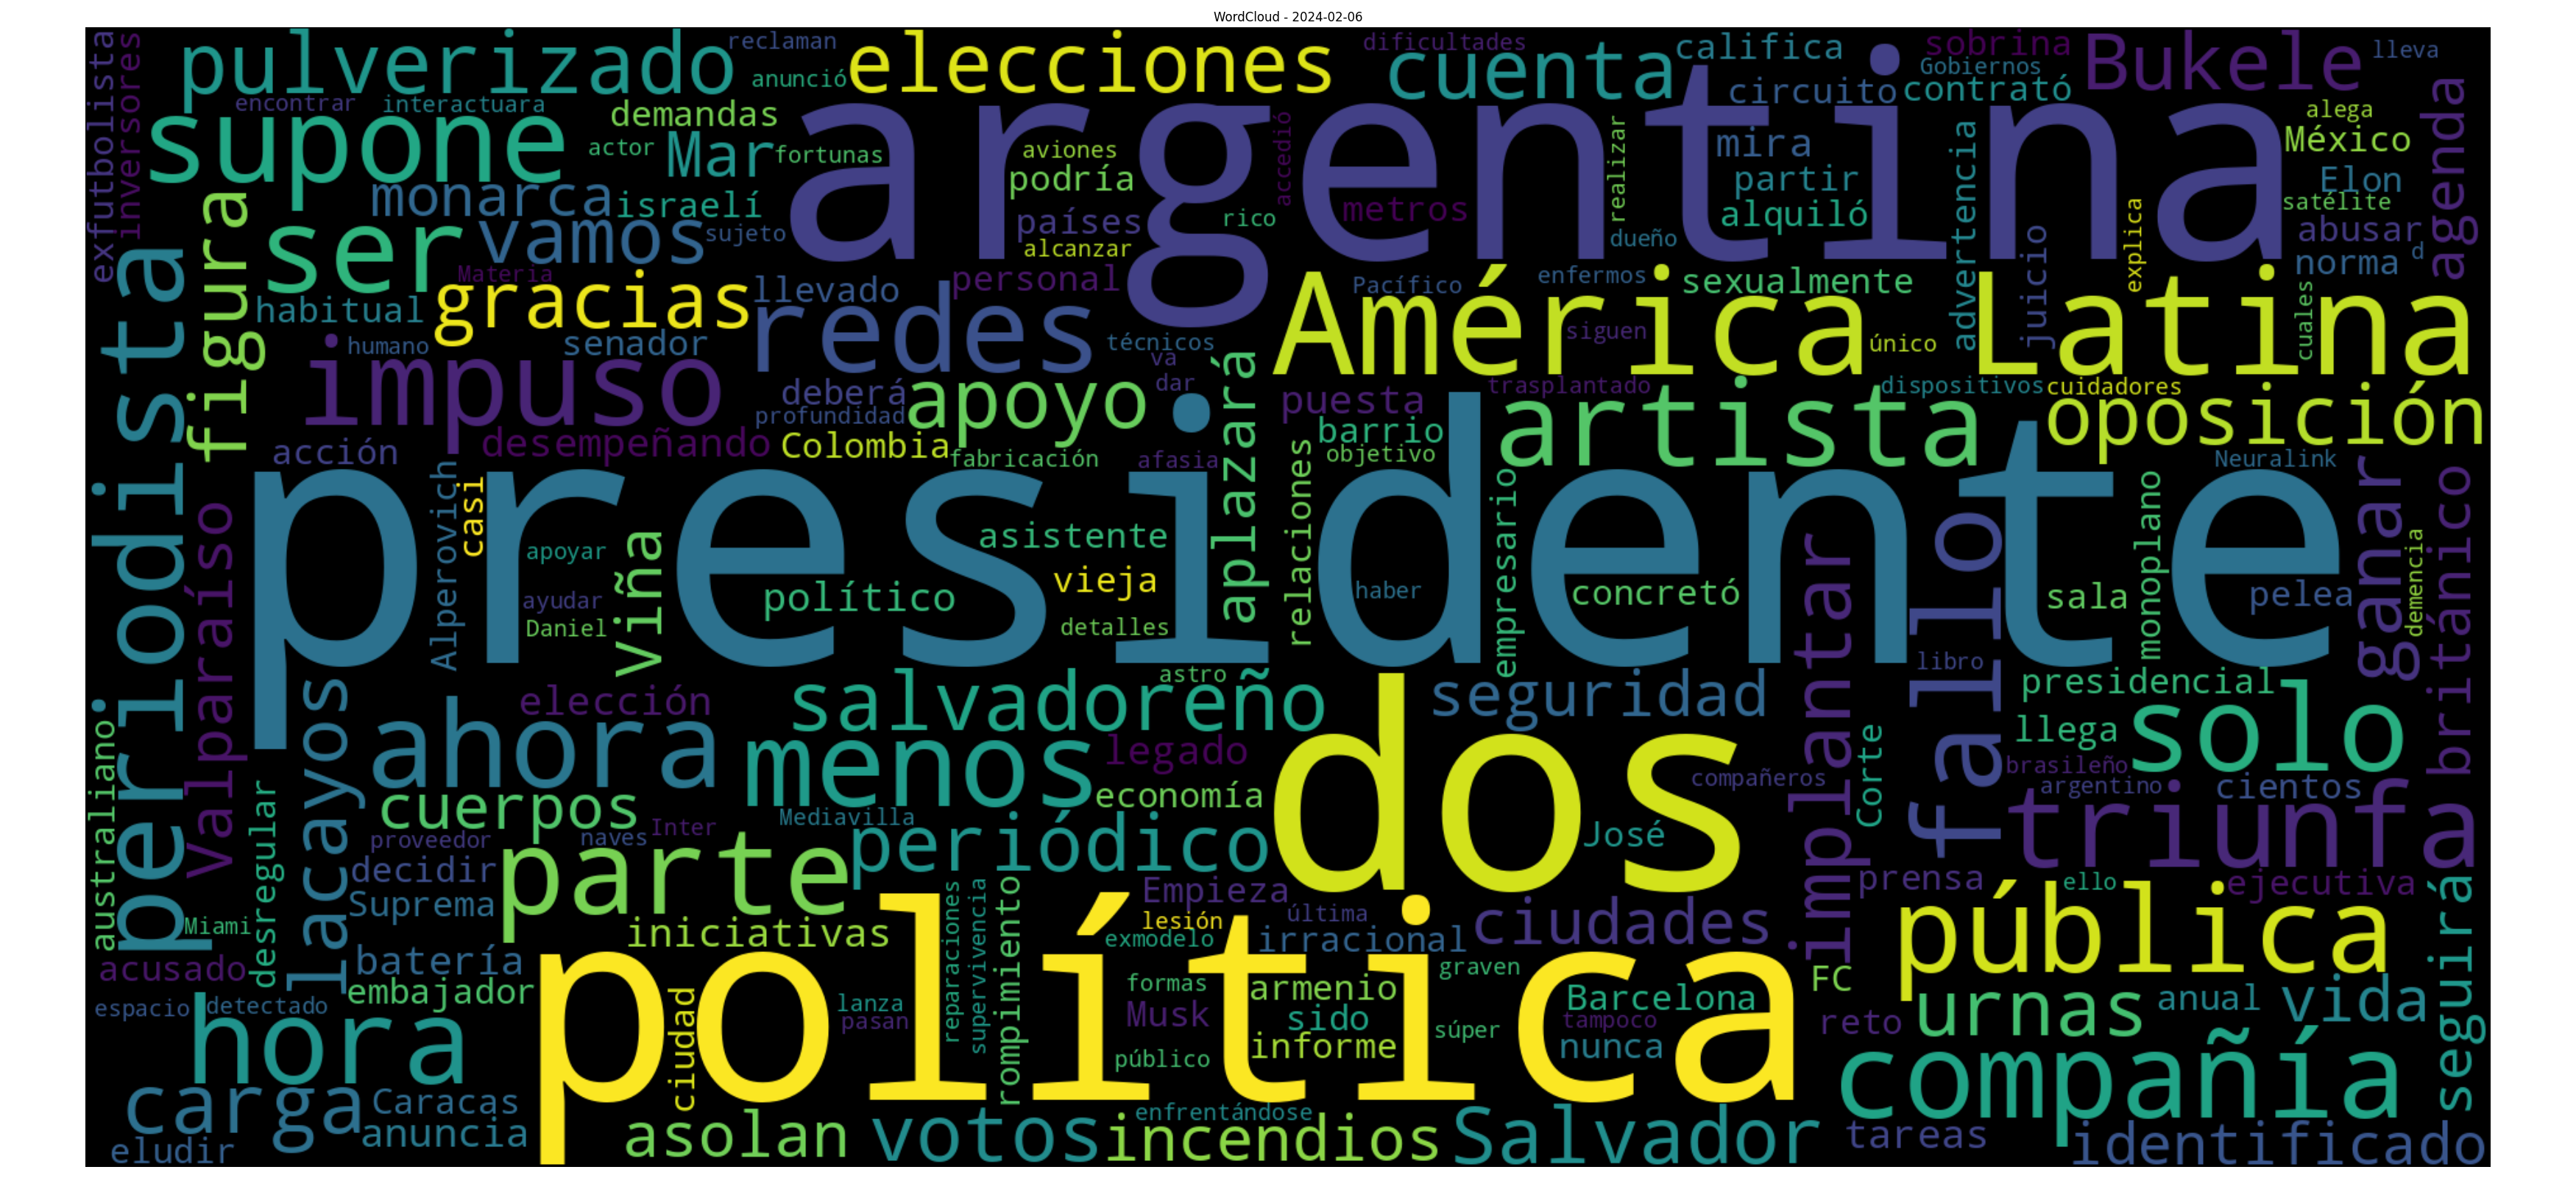 WordCloud - 2024-02-06
exfutbolista
inversores
pulverizado
reclaman
anunció
elecciones
dificultades
cuenta
califica
sobrina
Gobiernos
Bukele
lleva
encontrar
interactuara
demandas
circuito
contrató
agenda
supone
actor
Mar
fortunas
argentina
aviones
podría
accedió
realizar
mira
advertencia
alega
México
monarca
israelí
países
rico
metros
partir
Elon
satélite
figura
ser
vamos
sujeto
alcanzar
alquiló
dueño
explica
juicio
abusar
norma
d
periodista
Materia
habitual
gracias
llevado
personal
redes
América Latina
Pacífico
enfermos
sexualmente
siguen
único
cuales
humano
senador
técnicos
va
dar
impuso
deberá
profundidad
apoyo
aplazará
puesta
trasplantado
dispositivos
cuidadores
artista
oposición
acción
desempeñando
Colombia
fabricación
afasia
barrio
objetivo
Neuralink
presidente
Valparaíso
Alperovich
casi
apoyar
Viña
asistente
relaciones
empresario
implantar
fallo
monoplano
ganar
británico
demencia
ayudar
Daniel
político
vieja
detalles
haber
concretó
sala
pelea
lacayos
elección
salvadoreño
astro
seguridad
libro
presidencial
australiano
ahora
menos
legado
dos
compañeros
Corte
llega
solo
desregular
cuerpos
economía
brasileño
argentino
cientos
proveedor
naves
Inter
Mediavilla
periódico
José
triunfa
decidir
parte
Suprema
Empieza
lesión
última
prensa
ello
ejecutiva
Miami
iniciativas
reparaciones
supervivencia
rompimiento
exmodelo
irracional
ciudades
pública
seguirá
acusado
batería
embajador
política
formas
armenio
graven
FC
Barcelona
urnas
anual
vida
espacio
detectado
hora
ciudad
lanza
pasan
Musk
sido
súper
tampoco
reto
informe
público
nunca
compañía
carga
Caracas
anuncia
eludir
asolan
votos
enfrentándose
incendios
Salvador
tareas
identificado